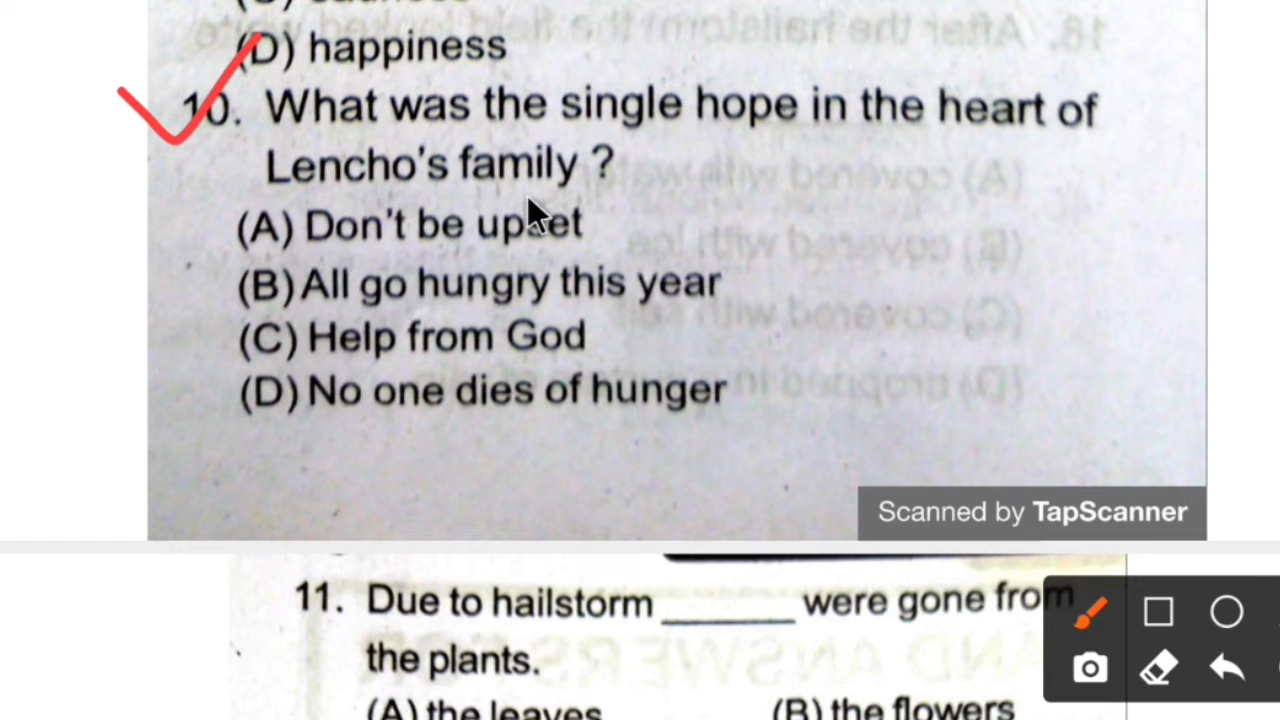 (D) happiness
10. What was the single hope in the heart of
Lencho's family ?
(A) Don't be upset
(B) All go hungry this year
(C) Help from God
(D) No one dies of hunger
Scanned by TapScanner
11. Due to hailstorm ______ were gone from
the plants.
(A) the leaves (B) the flowers